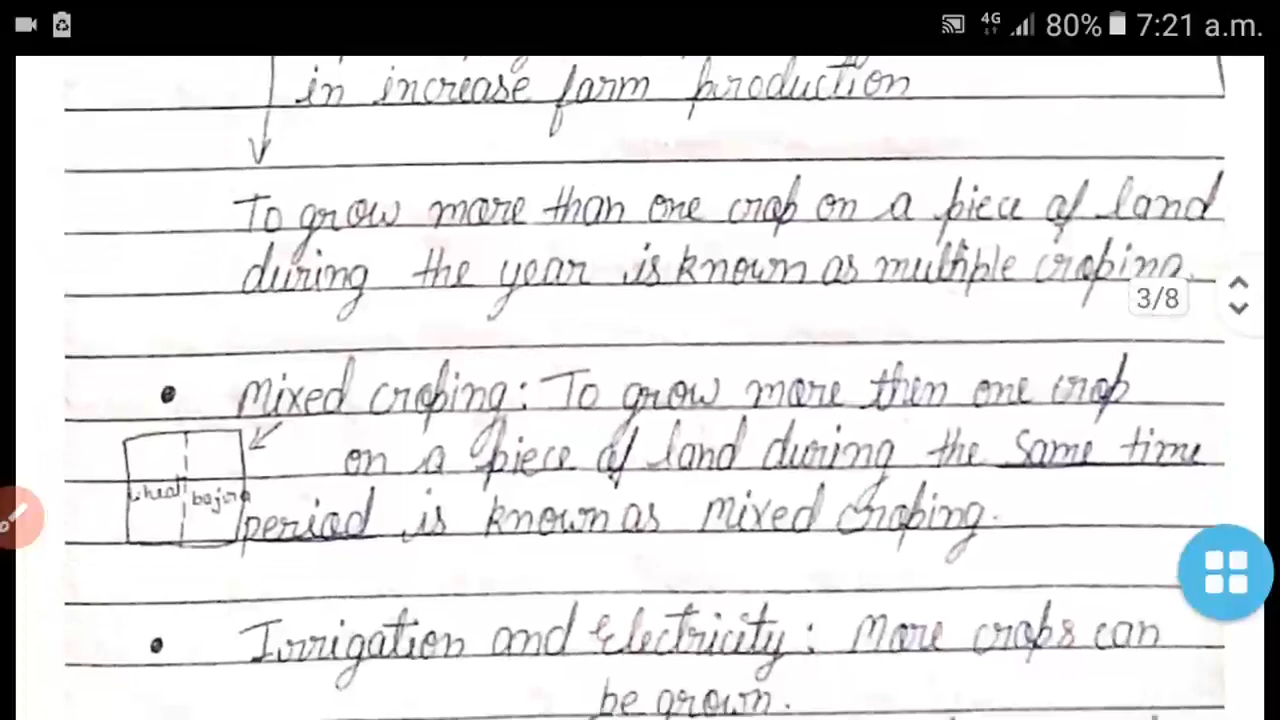 4G 80% 7:21 a.m.
in increase farm production
To grow more than one crop on a piece of land
during the year is known as multiple croping.
3/8
Mixed croping: To grow more then one crop
on a piece of land during the same time
wheat bajra
period is known as mixed croping.
Irrigation and Electricity: More crops can
be grown.